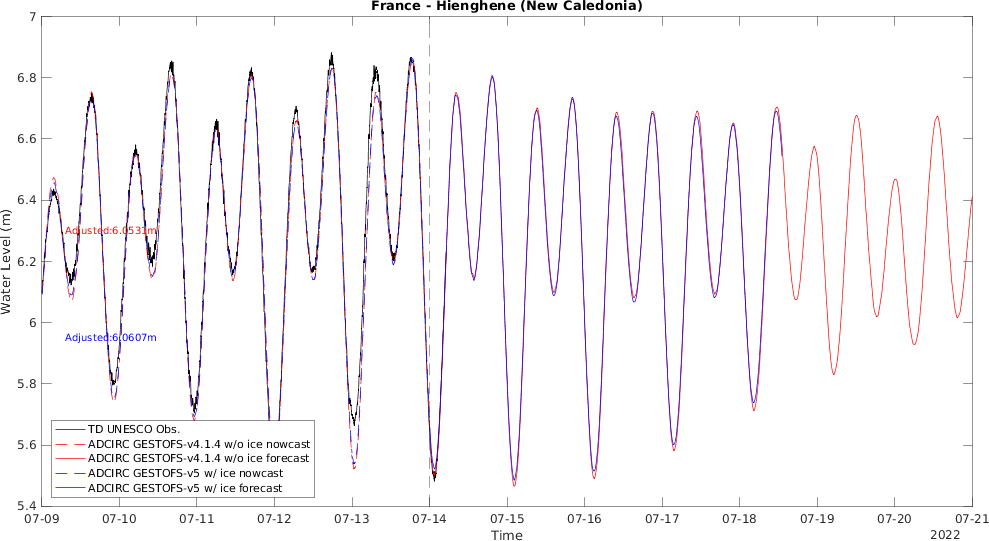 France - Hienghene (New Caledonia)
7
6.8
6.6
6.4
6.2
6
5.8
5.6
5.4
Water Level (m)
Adjusted:6.0531m
Adjusted:6.0607m
TD UNESCO Obs.
ADCIRC GESTOFS-v4.1.4 w/o ice nowcast
ADCIRC GESTOFS-v4.1.4 w/o ice forecast
ADCIRC GESTOFS-v5 w/ ice nowcast
ADCIRC GESTOFS-v5 w/ ice forecast
07-09 07-10 07-11 07-12 07-13 07-14 07-15 07-16 07-17 07-18 07-19 07-20 07-21
Time
2022